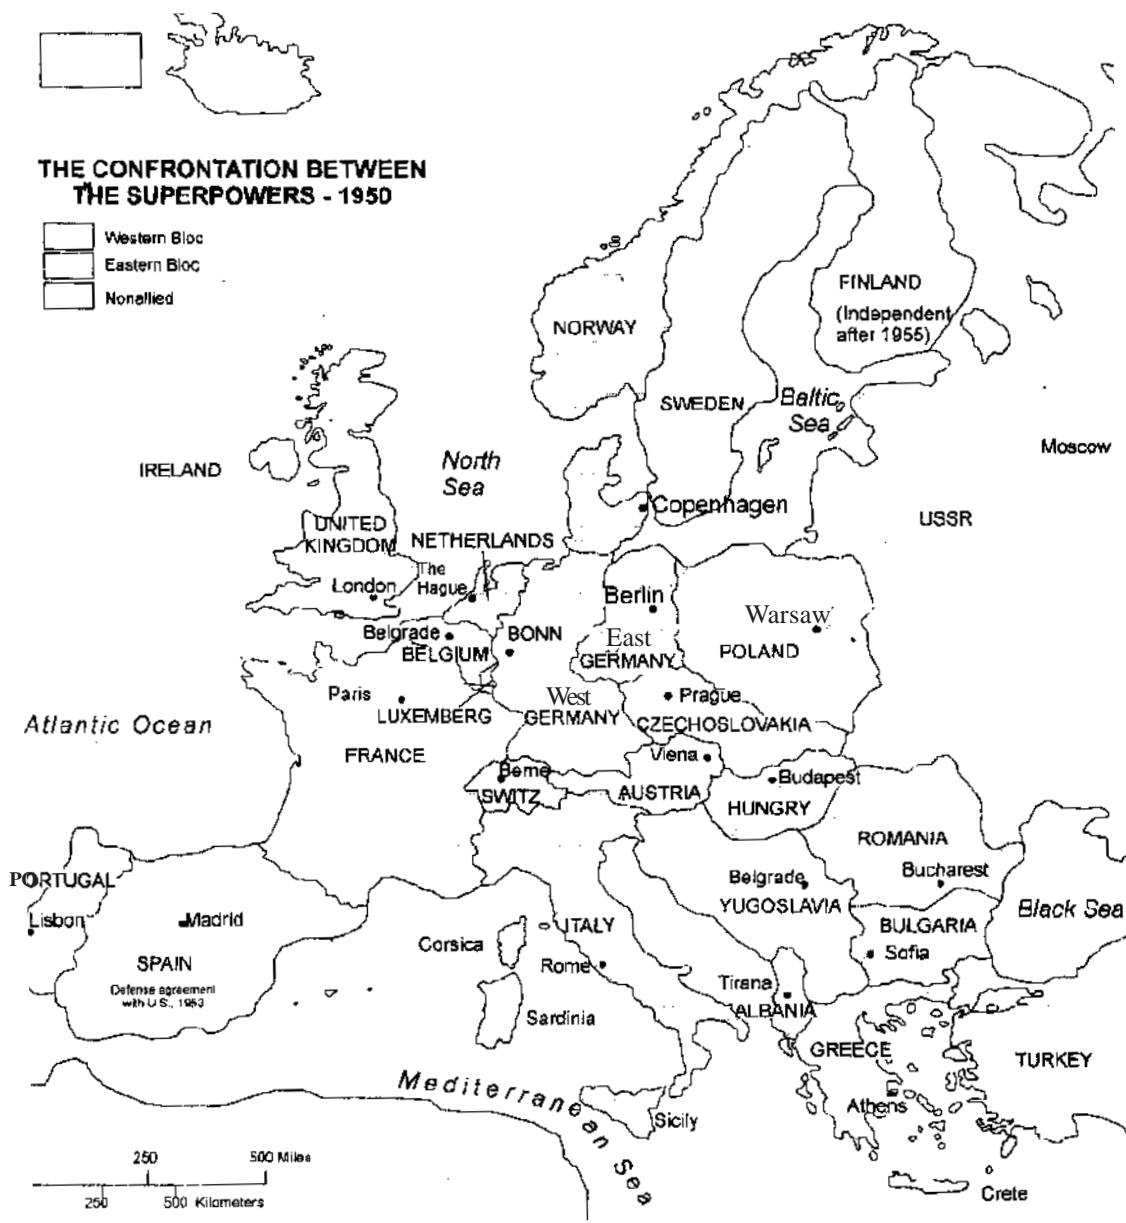 THE CONFRONTATION BETWEEN
THE SUPERPOWERS - 1950
Western Bloc
Eastern Bloc
Nonallied
FINLAND
(Independent
after 1955)
NORWAY
SWEDEN
Baltic
Sea
Moscow
IRELAND
North
Sea
Copenhagen
USSR
UNITED
KINGDOM
NETHERLANDS
The
Hague
London
Berlin
Warsaw
Belgrade
BELGIUM
BONN
East
GERMANY
POLAND
Paris
LUXEMBERG
West
GERMANY
Prague
CZECHOSLOVAKIA
Atlantic Ocean
FRANCE
Viena
Berne
SWITZ
AUSTRIA
Budapest
HUNGRY
ROMANIA
Bucharest
PORTUGAL
Lisbon
Madrid
Belgrade
YUGOSLAVIA
BULGARIA
Black Sea
Corsica
ITALY
Rome
Sofia
SPAIN
Defense agreement
with U.S., 1953
Tirana
ALBANIA
Sardinia
GREECE
TURKEY
Mediterranean Sea
Athens
Sicily
Crete
250 500 Miles
250 500 Kilometers